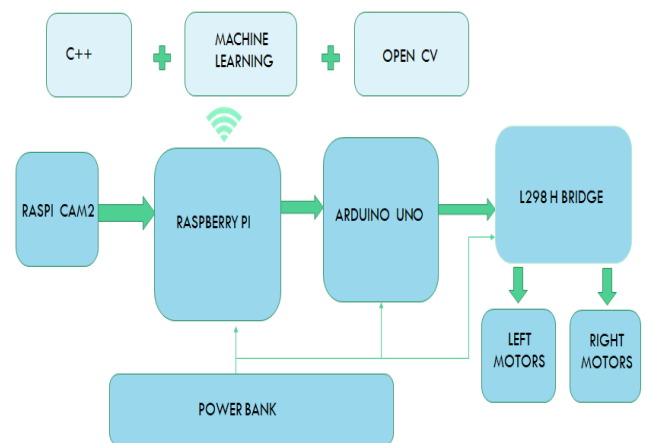 C++
MACHINE
LEARNING
OPEN CV
RASPI CAM2
RASPBERRY PI
ARDUINO UNO
L298 H BRIDGE
LEFT
MOTORS
RIGHT
MOTORS
POWER BANK